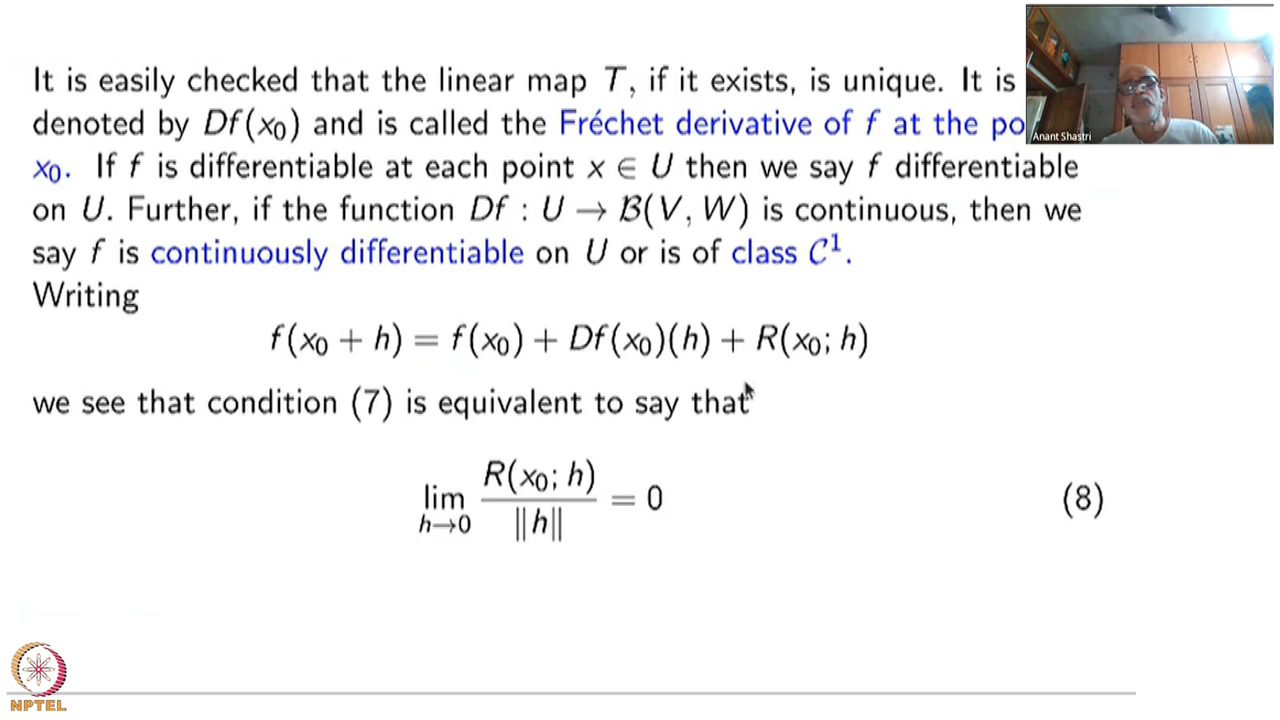 It is easily checked that the linear map T, if it exists, is unique. It is
denoted by Df(x₀) and is called the Fréchet derivative of f at the po
x₀. If f is differentiable at each point x ∈ U then we say f differentiable
on U. Further, if the function Df : U → ℬ(V, W) is continuous, then we
say f is continuously differentiable on U or is of class 𝒞¹.
Writing
f(x₀ + h) = f(x₀) + Df(x₀)(h) + R(x₀; h)
we see that condition (7) is equivalent to say that
lim h→0 R(x₀; h) / ‖h‖ = 0 (8)
Anant Shastri
NPTEL